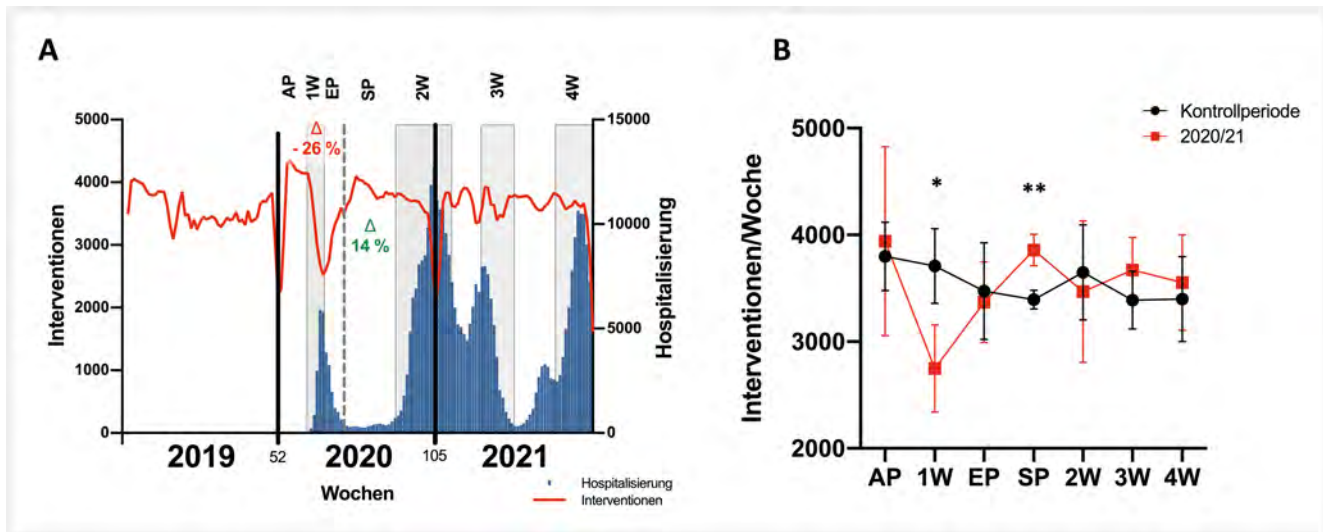 A
AP
1W
EP
SP
2W
3W
4W
5000
4000
3000
2000
1000
0
Interventionen
Δ
- 26 %
Δ
14 %
15000
10000
5000
0
Hospitalisierung
2019
52
2020
105
2021
Wochen
Hospitalisierung
Interventionen
B
Kontrollperiode
2020/21
5000
4000
3000
2000
Interventionen/Woche
*
**
AP 1W EP SP 2W 3W 4W